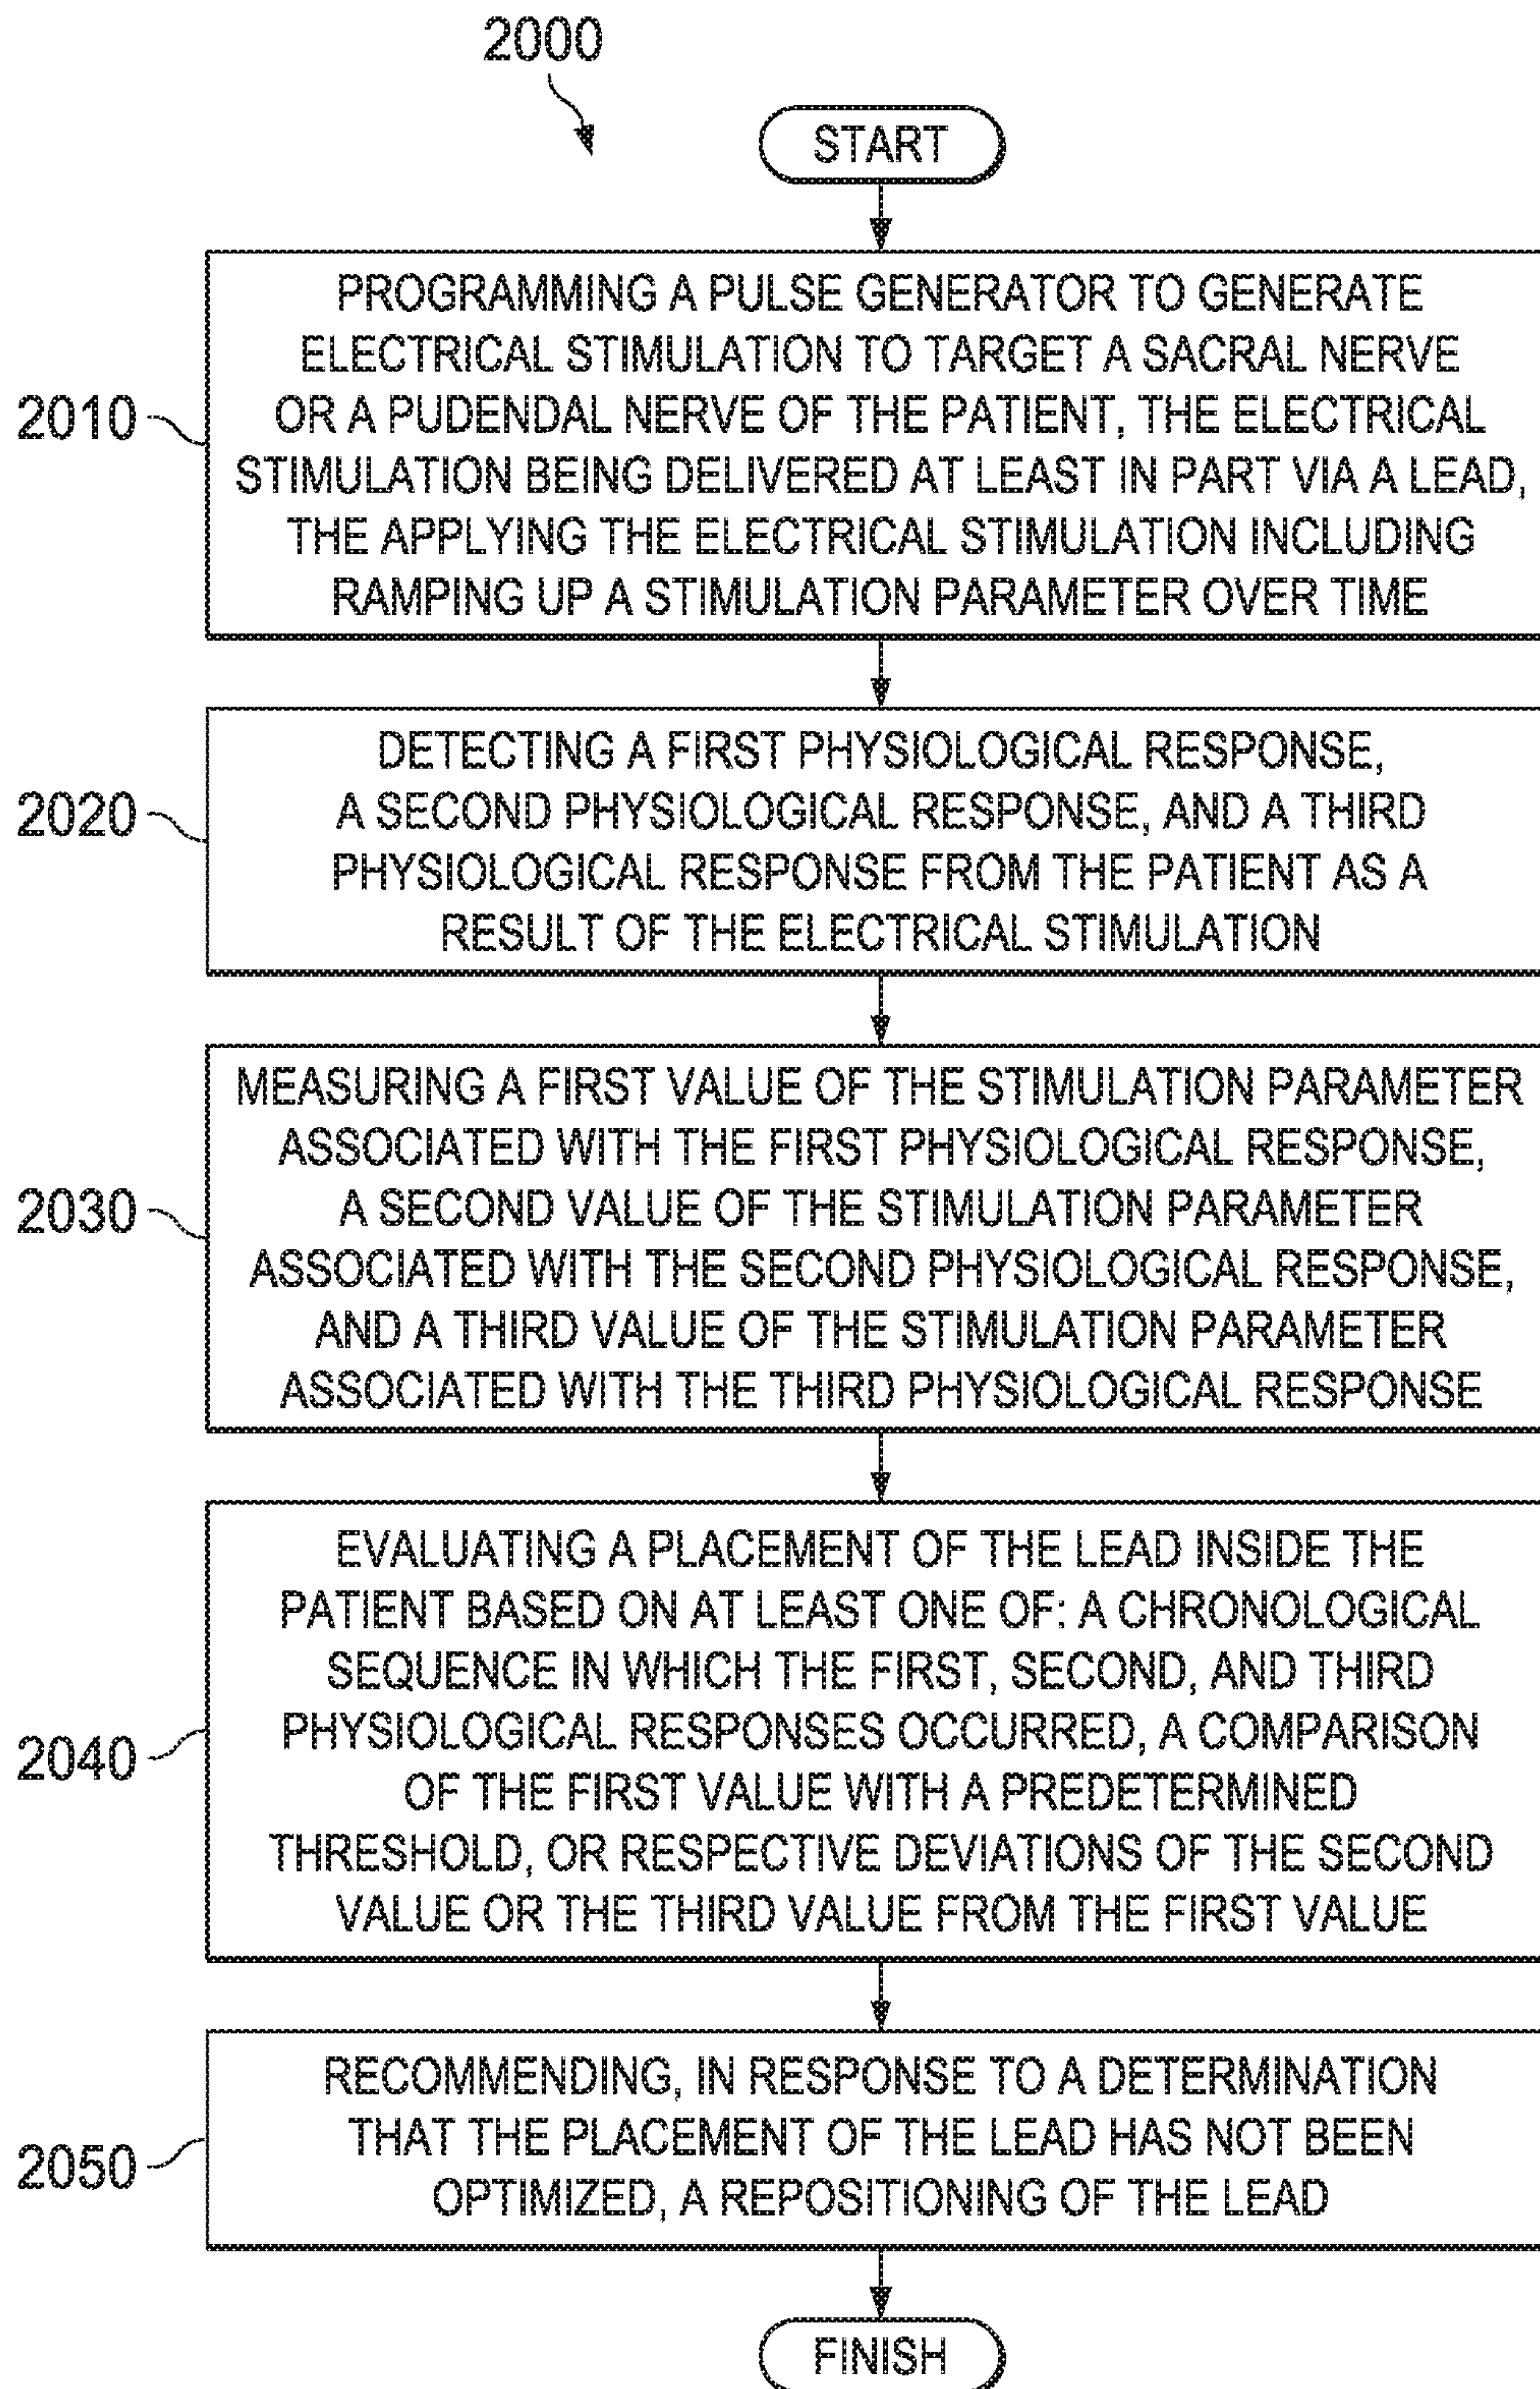 2000
START
2010
PROGRAMMING A PULSE GENERATOR TO GENERATE
ELECTRICAL STIMULATION TO TARGET A SACRAL NERVE
OR A PUDENDAL NERVE OF THE PATIENT, THE ELECTRICAL
STIMULATION BEING DELIVERED AT LEAST IN PART VIA A LEAD,
THE APPLYING THE ELECTRICAL STIMULATION INCLUDING
RAMPING UP A STIMULATION PARAMETER OVER TIME
2020
DETECTING A FIRST PHYSIOLOGICAL RESPONSE,
A SECOND PHYSIOLOGICAL RESPONSE, AND A THIRD
PHYSIOLOGICAL RESPONSE FROM THE PATIENT AS A
RESULT OF THE ELECTRICAL STIMULATION
2030
MEASURING A FIRST VALUE OF THE STIMULATION PARAMETER
ASSOCIATED WITH THE FIRST PHYSIOLOGICAL RESPONSE,
A SECOND VALUE OF THE STIMULATION PARAMETER
ASSOCIATED WITH THE SECOND PHYSIOLOGICAL RESPONSE,
AND A THIRD VALUE OF THE STIMULATION PARAMETER
ASSOCIATED WITH THE THIRD PHYSIOLOGICAL RESPONSE
2040
EVALUATING A PLACEMENT OF THE LEAD INSIDE THE
PATIENT BASED ON AT LEAST ONE OF: A CHRONOLOGICAL
SEQUENCE IN WHICH THE FIRST, SECOND, AND THIRD
PHYSIOLOGICAL RESPONSES OCCURRED, A COMPARISON
OF THE FIRST VALUE WITH A PREDETERMINED
THRESHOLD, OR RESPECTIVE DEVIATIONS OF THE SECOND
VALUE OR THE THIRD VALUE FROM THE FIRST VALUE
2050
RECOMMENDING, IN RESPONSE TO A DETERMINATION
THAT THE PLACEMENT OF THE LEAD HAS NOT BEEN
OPTIMIZED, A REPOSITIONING OF THE LEAD
FINISH